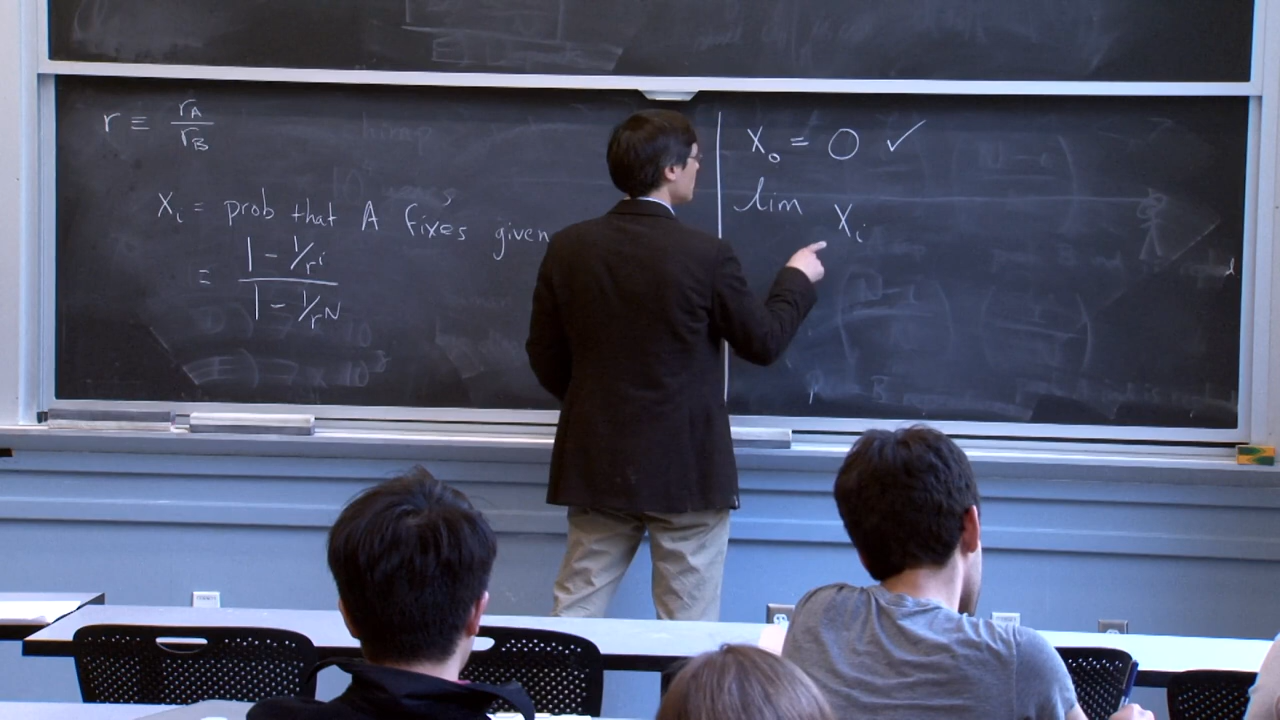 r ≡ rA / rB
Xi = prob that A fixes given
= (1 - 1/r^i) / (1 - 1/r^N)
X0 = 0 ✓
lim Xi